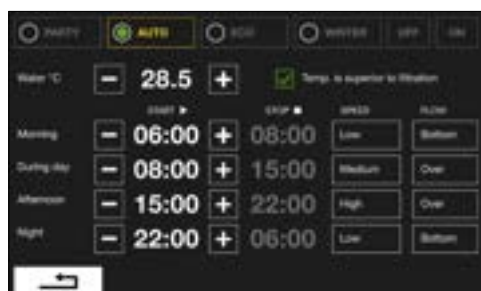 PARTY AUTO ECO WINTER OFF ON
Water °C − 28.5 + Temp. is superior to filtration
START ▶ STOP ■ SPEED FLOW
Morning − 06:00 + 08:00 Low Bottom
During day − 08:00 + 15:00 Medium Over
Afternoon − 15:00 + 22:00 High Over
Night − 22:00 + 06:00 Low Bottom